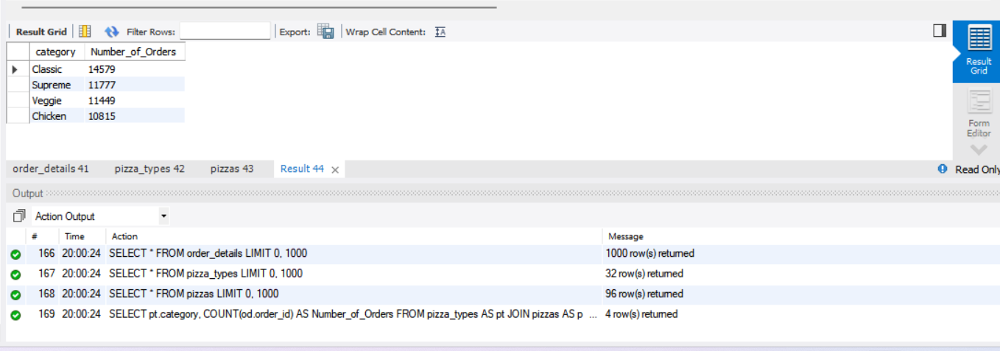 Result Grid Filter Rows: Export: Wrap Cell Content: IA
category Number_of_Orders
Classic 14579
Supreme 11777
Veggie 11449
Chicken 10815
Result
Grid
Form
Editor
order_details 41 pizza_types 42 pizzas 43 Result 44 × Read Only
Output
Action Output
# Time Action Message
166 20:00:24 SELECT * FROM order_details LIMIT 0, 1000 1000 row(s) returned
167 20:00:24 SELECT * FROM pizza_types LIMIT 0, 1000 32 row(s) returned
168 20:00:24 SELECT * FROM pizzas LIMIT 0, 1000 96 row(s) returned
169 20:00:24 SELECT pt.category, COUNT(od.order_id) AS Number_of_Orders FROM pizza_types AS pt JOIN pizzas AS p ... 4 row(s) returned